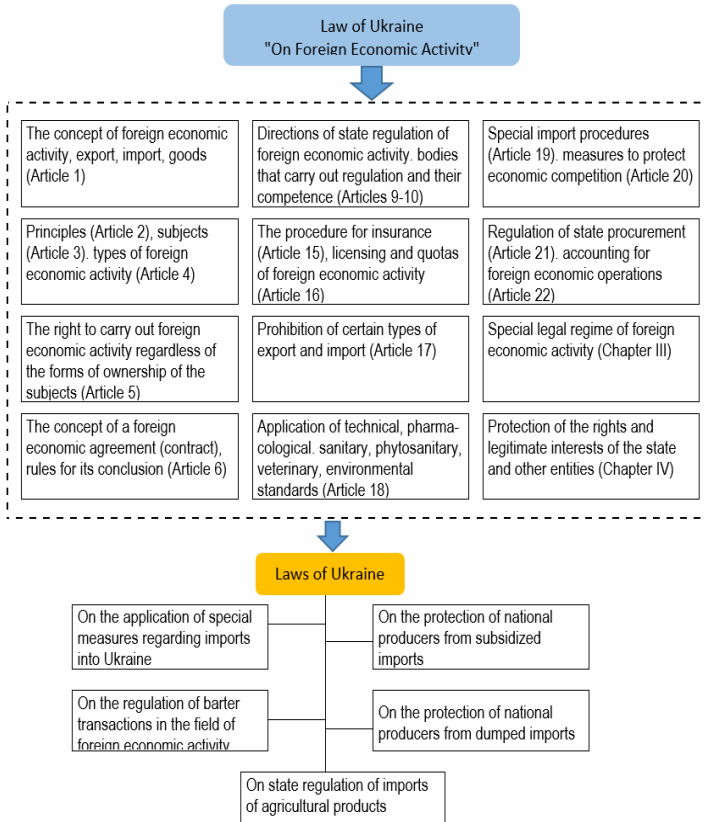 Law of Ukraine
"On Foreign Economic Activity"
The concept of foreign economic
activity, export, import, goods
(Article 1)
Directions of state regulation of
foreign economic activity. bodies
that carry out regulation and their
competence (Articles 9-10)
Special import procedures
(Article 19). measures to protect
economic competition (Article 20)
Principles (Article 2), subjects
(Article 3). types of foreign
economic activity (Article 4)
The procedure for insurance
(Article 15), licensing and quotas
of foreign economic activity
(Article 16)
Regulation of state procurement
(Article 21). accounting for
foreign economic operations
(Article 22)
The right to carry out foreign
economic activity regardless of
the forms of ownership of the
subjects (Article 5)
Prohibition of certain types of
export and import (Article 17)
Special legal regime of foreign
economic activity (Chapter III)
The concept of a foreign
economic agreement (contract),
rules for its conclusion (Article 6)
Application of technical, pharma-
cological. sanitary, phytosanitary,
veterinary, environmental
standards (Article 18)
Protection of the rights and
legitimate interests of the state
and other entities (Chapter IV)
Laws of Ukraine
On the application of special
measures regarding imports
into Ukraine
On the protection of national
producers from subsidized
imports
On the regulation of barter
transactions in the field of
foreign economic activity
On the protection of national
producers from dumped imports
On state regulation of imports
of agricultural products